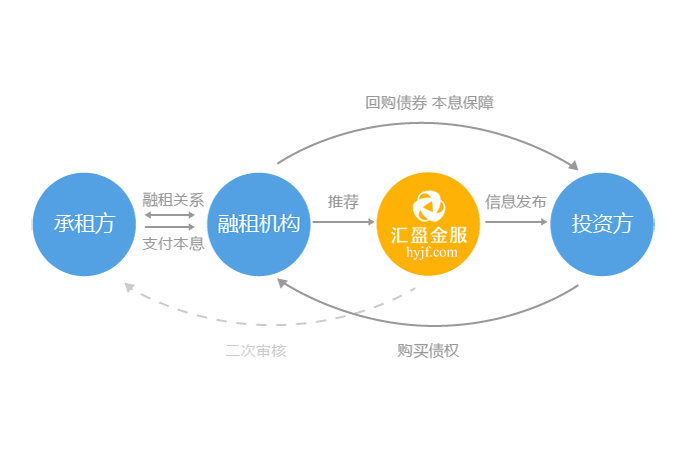 回购债券 本息保障
承租方
融租关系
支付本息
融租机构
推荐
汇盈金服
hyjf.com
信息发布
投资方
二次审核
购买债权